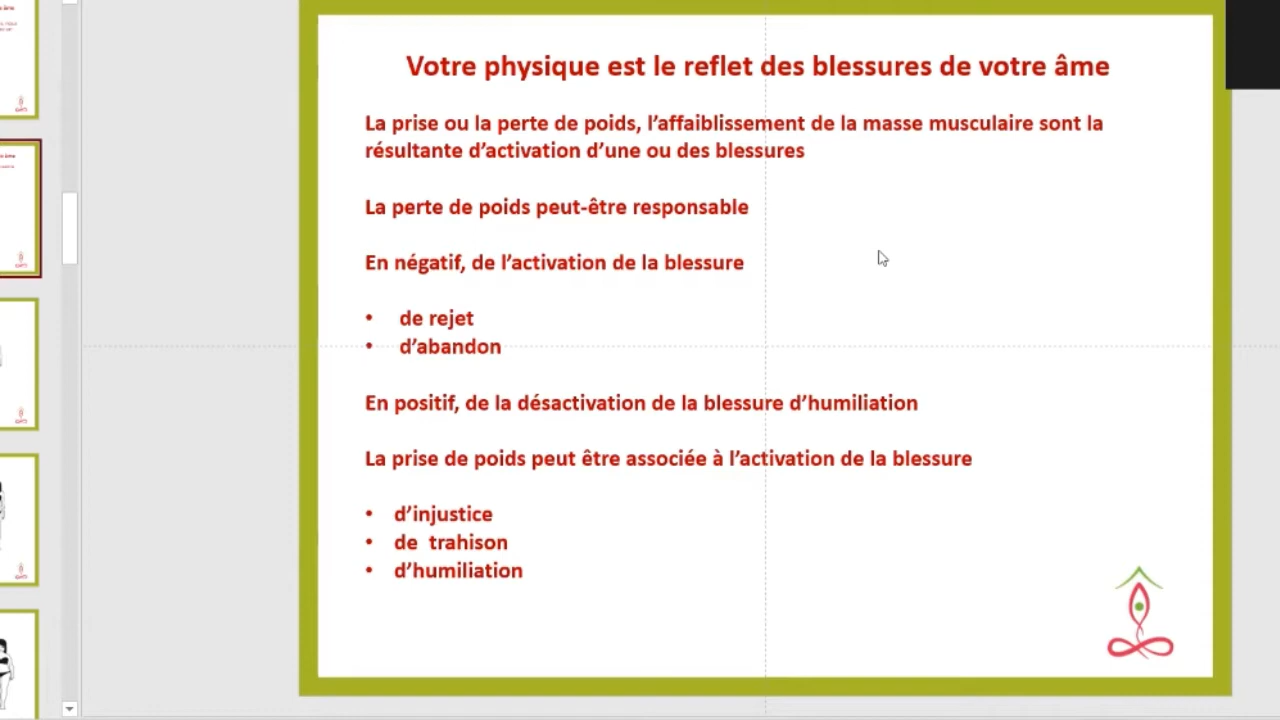 Votre physique est le reflet des blessures de votre âme
La prise ou la perte de poids, l’affaiblissement de la masse musculaire sont la
résultante d’activation d’une ou des blessures
La perte de poids peut-être responsable
En négatif, de l’activation de la blessure
• de rejet
• d’abandon
En positif, de la désactivation de la blessure d’humiliation
La prise de poids peut être associée à l’activation de la blessure
• d’injustice
• de trahison
• d’humiliation